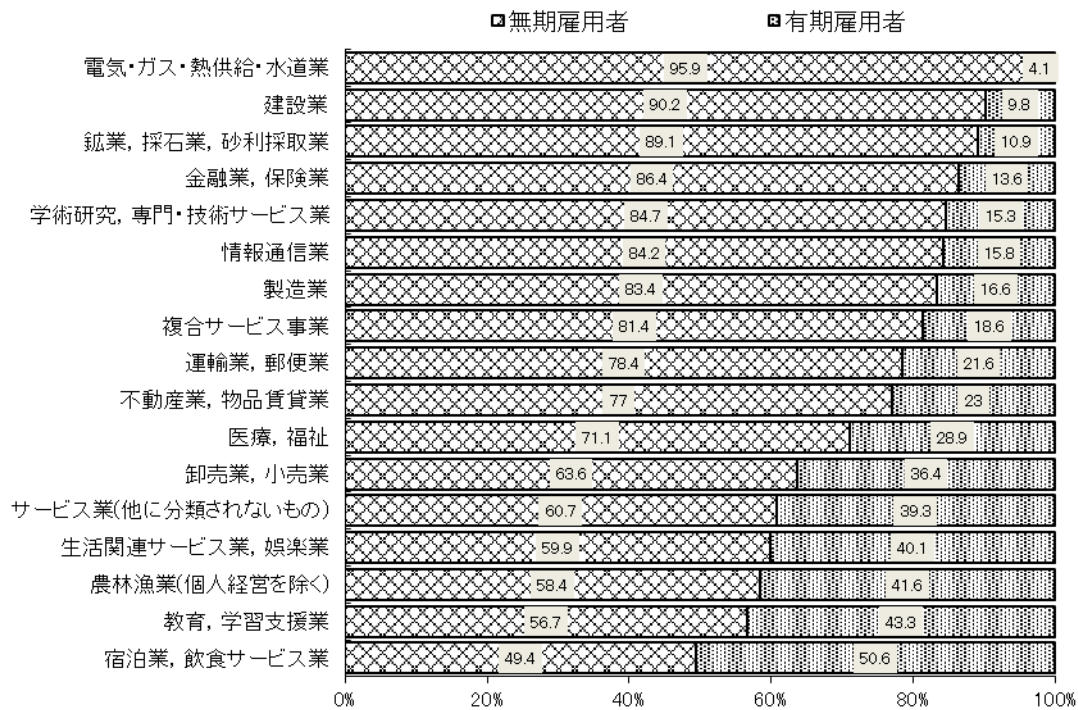 無期雇用者 有期雇用者
電気・ガス・熱供給・水道業 95.9 4.1
建設業 90.2 9.8
鉱業, 採石業, 砂利採取業 89.1 10.9
金融業, 保険業 86.4 13.6
学術研究, 専門・技術サービス業 84.7 15.3
情報通信業 84.2 15.8
製造業 83.4 16.6
複合サービス事業 81.4 18.6
運輸業, 郵便業 78.4 21.6
不動産業, 物品賃貸業 77 23
医療, 福祉 71.1 28.9
卸売業, 小売業 63.6 36.4
サービス業(他に分類されないもの) 60.7 39.3
生活関連サービス業, 娯楽業 59.9 40.1
農林漁業(個人経営を除く) 58.4 41.6
教育, 学習支援業 56.7 43.3
宿泊業, 飲食サービス業 49.4 50.6
0% 20% 40% 60% 80% 100%